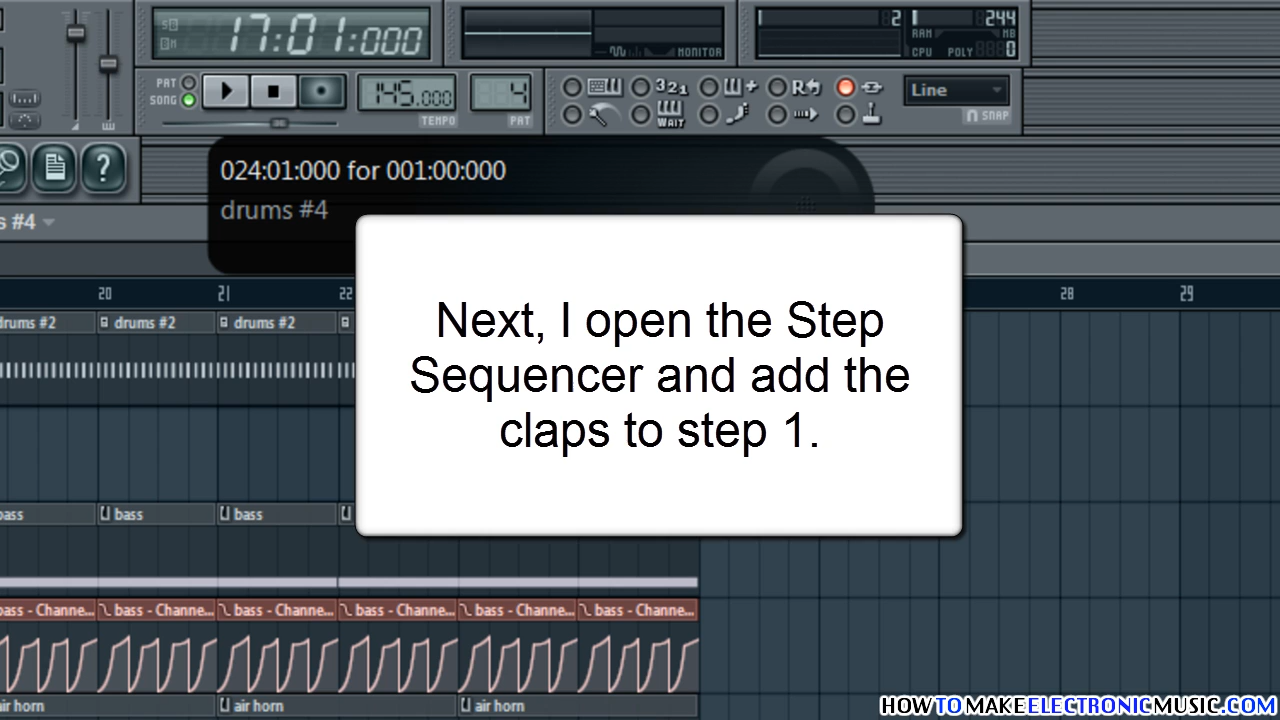 17:01:000
2
244
RAM
MB
CPU
POLY
0
MONITOR
PAT
SONG
145.000
TEMPO
4
PAT
321
WAIT
R
Line
SNAP
?
024:01:000 for 001:00:000
drums #4
s #4
20
21
22
28
29
drums #2
drums #2
drums #2
Next, I open the Step
Sequencer and add the
claps to step 1.
bass
bass
bass
bass - Channe...
bass - Channe...
bass - Channe...
bass - Channe...
bass - Channe...
bass - Channe...
air horn
air horn
air horn
HOWTOMAKEELECTRONICMUSIC.COM